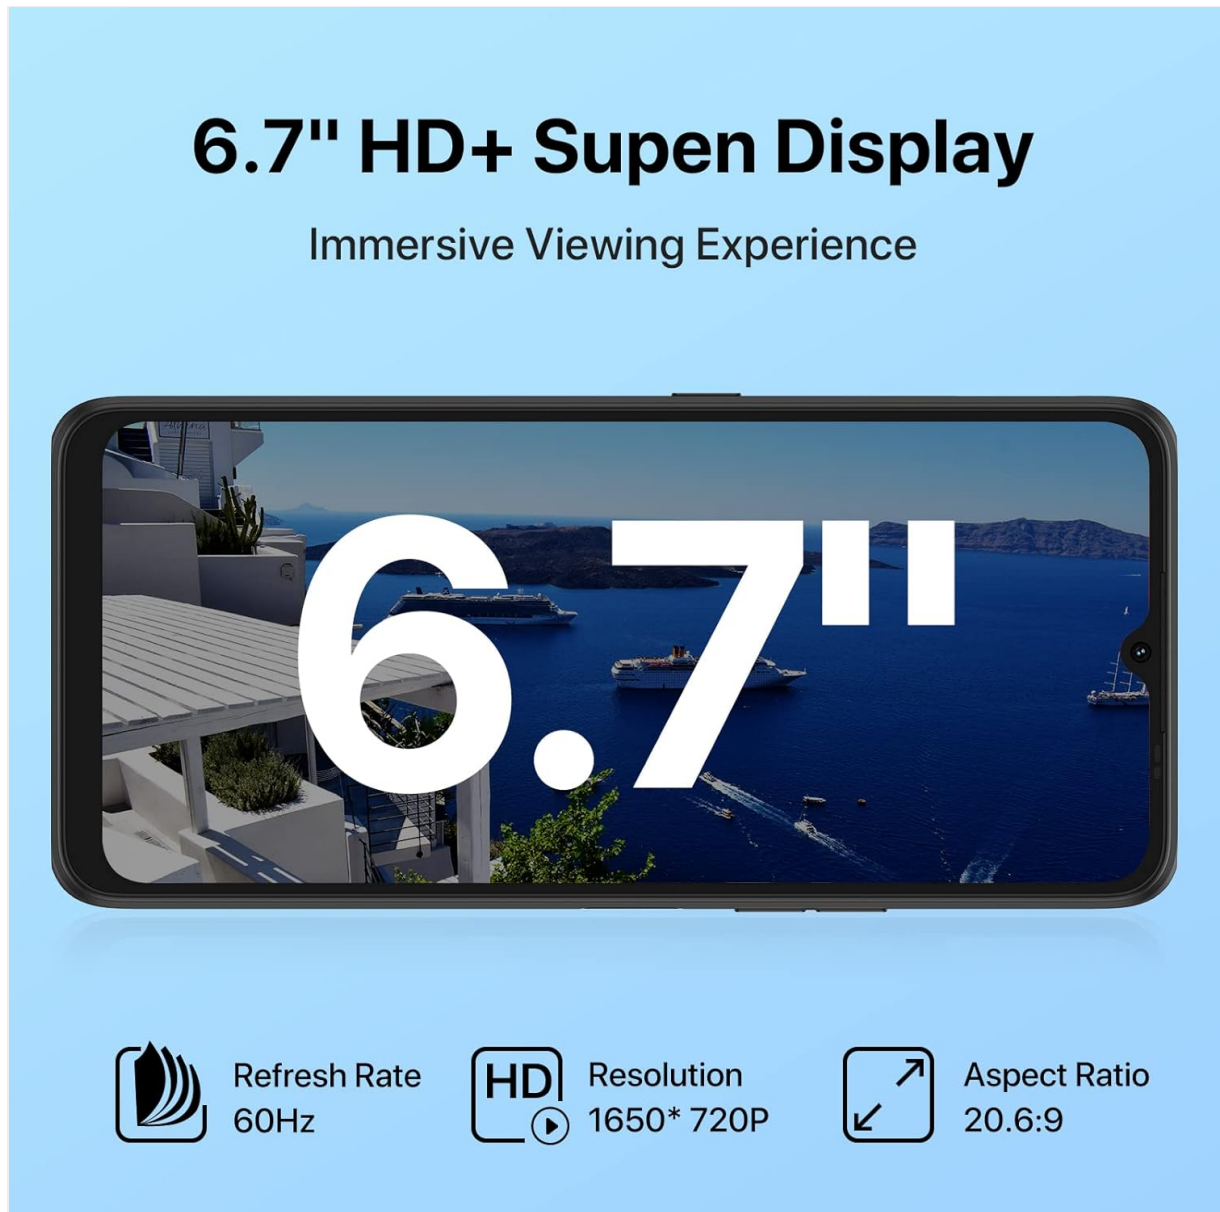 6.7" HD+ Supen Display
Immersive Viewing Experience
6.7"
Refresh Rate
60Hz
HD
Resolution
1650* 720P
Aspect Ratio
20.6:9